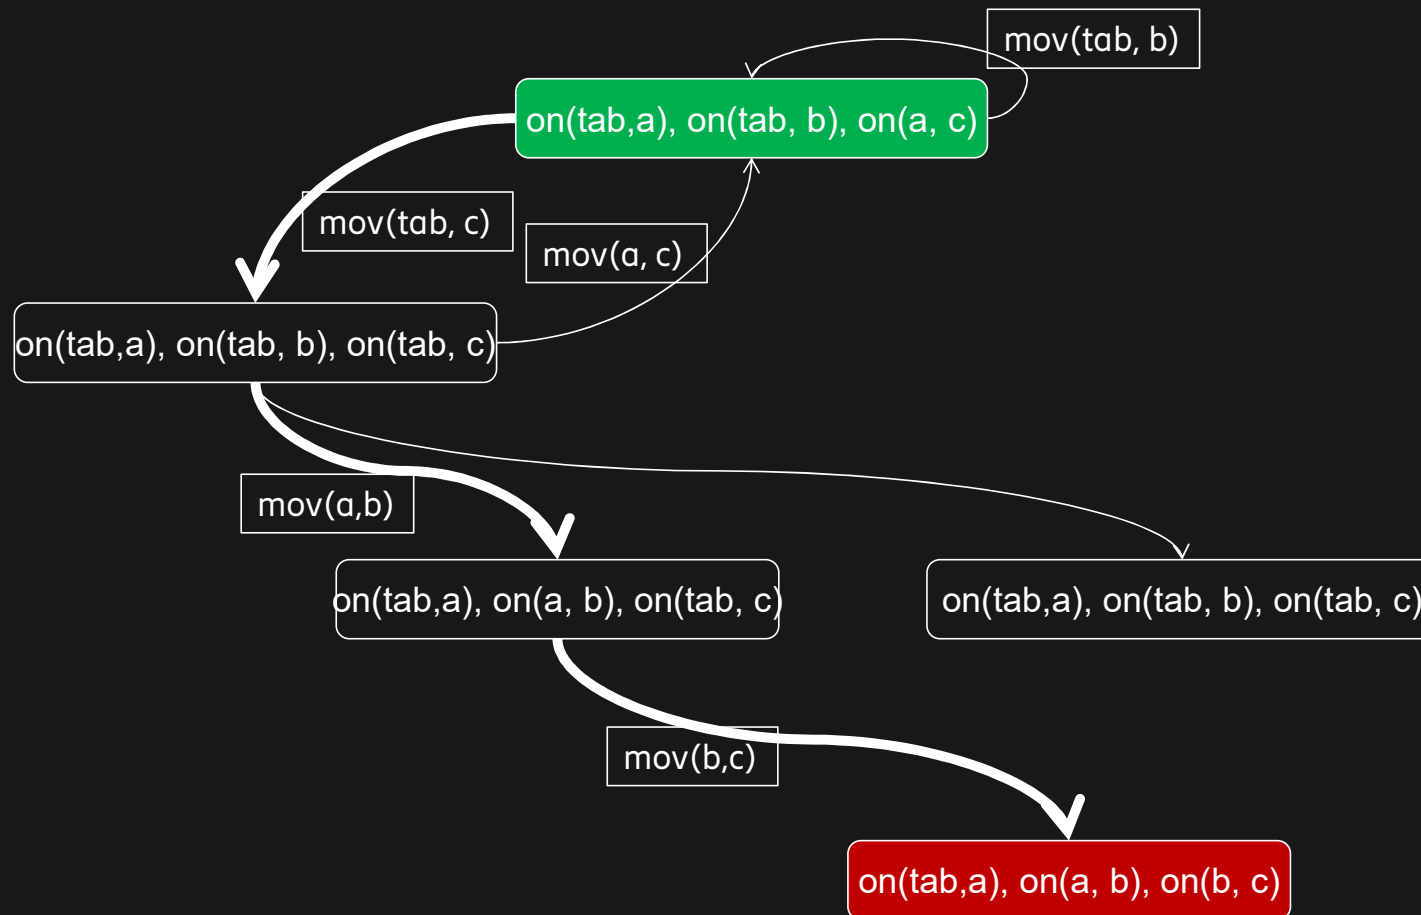 mov(tab, b)
on(tab,a), on(tab, b), on(a, c)
mov(tab, c)
mov(a, c)
on(tab,a), on(tab, b), on(tab, c)
mov(a,b)
on(tab,a), on(a, b), on(tab, c)
on(tab,a), on(tab, b), on(tab, c)
mov(b,c)
on(tab,a), on(a, b), on(b, c)